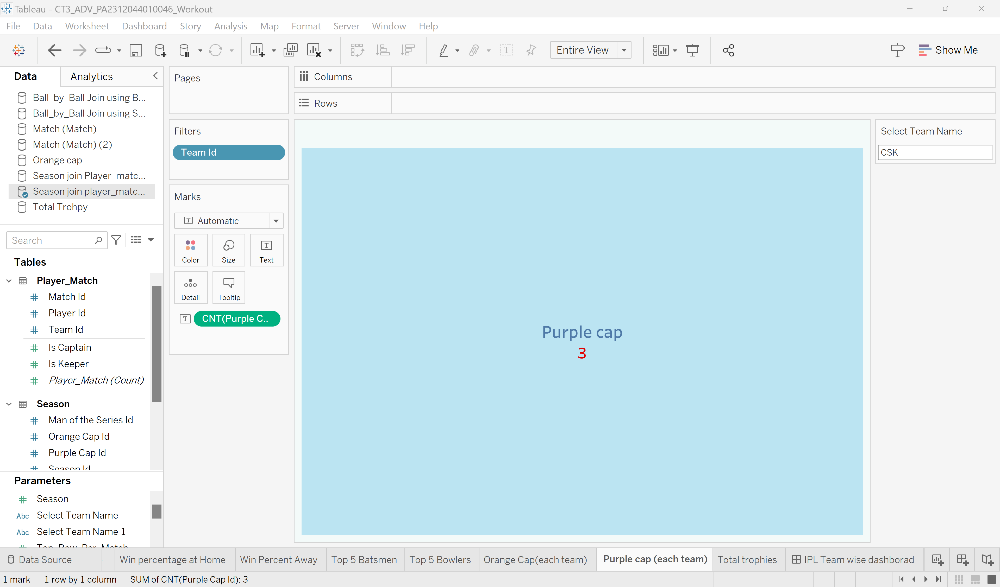 Tableau - CT3_ADV_PA2312044010046_Workout
File Data Worksheet Dashboard Story Analysis Map Format Server Window Help
Entire View
Show Me
Data
Analytics
Ball_by_Ball Join using B...
Ball_by_Ball Join using S...
Match (Match)
Match (Match) (2)
Orange cap
Season join Player_matc...
Season join player_matc...
Total Trohpy
Search
Tables
Player_Match
Match Id
Player Id
Team Id
Is Captain
Is Keeper
Player_Match (Count)
Season
Man of the Series Id
Orange Cap Id
Purple Cap Id
Season Id
Parameters
Season
Abc Select Team Name
Abc Select Team Name 1
Top_Row_Per_Match
Pages
Filters
Team Id
Marks
Automatic
Color
Size
Text
Detail
Tooltip
CNT(Purple C..
Columns
Rows
Purple cap
3
Select Team Name
CSK
Data Source
Win percentage at Home
Win Percent Away
Top 5 Batsmen
Top 5 Bowlers
Orange Cap(each team)
Purple cap (each team)
Total trophies
IPL Team wise dashborad
1 mark 1 row by 1 column SUM of CNT(Purple Cap Id): 3